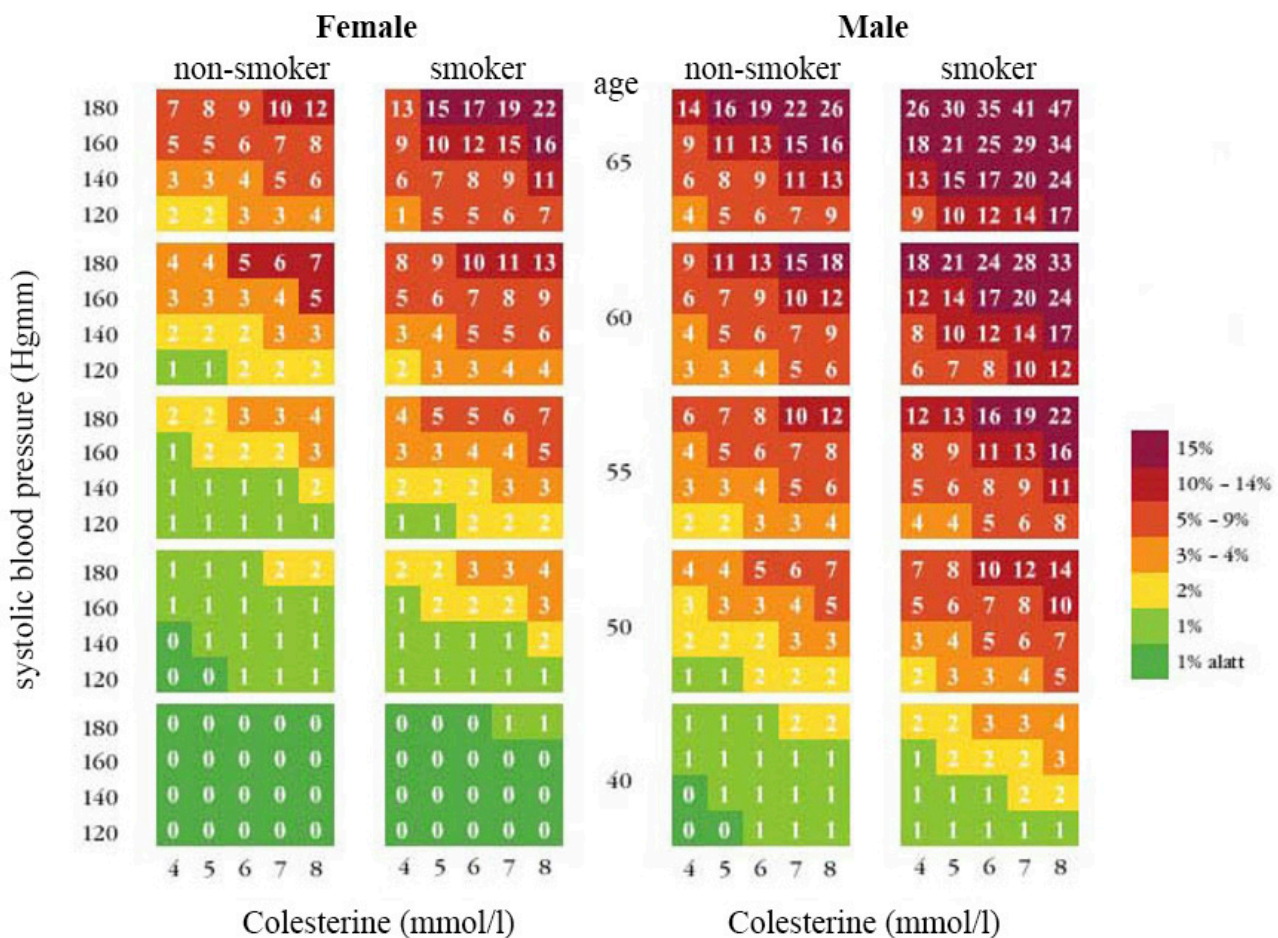 Female Male
non-smoker smoker age non-smoker smoker
180 7 8 9 10 12 13 15 17 19 22 14 16 19 22 26 26 30 35 41 47
160 5 5 6 7 8 9 10 12 15 16 9 11 13 15 16 18 21 25 29 34
65
140 3 3 4 5 6 6 7 8 9 11 6 8 9 11 13 13 15 17 20 24
120 2 2 3 3 4 1 5 5 6 7 4 5 6 7 9 9 10 12 14 17
180 4 4 5 6 7 8 9 10 11 13 9 11 13 15 18 18 21 24 28 33
160 3 3 3 4 5 5 6 7 8 9 6 7 9 10 12 12 14 17 20 24
60
140 2 2 2 3 3 3 4 5 5 6 4 5 6 7 9 8 10 12 14 17
120 1 1 2 2 2 2 3 3 4 4 3 3 4 5 6 6 7 8 10 12
180 2 2 3 3 4 4 5 5 6 7 6 7 8 10 12 12 13 16 19 22
160 1 2 2 2 3 3 3 4 4 5 4 5 6 7 8 8 9 11 13 16
55
140 1 1 1 1 2 2 2 2 3 3 3 3 4 5 6 5 6 8 9 11
120 1 1 1 1 1 1 1 2 2 2 2 2 3 3 4 4 4 5 6 8
180 1 1 1 2 2 2 2 3 3 4 4 4 5 6 7 7 8 10 12 14
160 1 1 1 1 1 1 2 2 2 3 3 3 3 4 5 5 6 7 8 10
50
140 0 1 1 1 1 1 1 1 1 2 2 2 2 3 3 3 4 5 6 7
120 0 0 1 1 1 1 1 1 1 1 1 1 2 2 2 2 3 3 4 5
180 0 0 0 0 0 0 0 0 1 1 1 1 1 2 2 2 2 3 3 4
160 0 0 0 0 0 0 0 0 0 0 1 1 1 1 1 1 2 2 2 3
40
140 0 0 0 0 0 0 0 0 0 0 0 1 1 1 1 1 1 1 2 2
120 0 0 0 0 0 0 0 0 0 0 0 0 1 1 1 1 1 1 1 1
4 5 6 7 8 4 5 6 7 8 4 5 6 7 8 4 5 6 7 8
Colesterine (mmol/l) Colesterine (mmol/l)
systolic blood pressure (Hgmm)
15%
10% – 14%
5% – 9%
3% – 4%
2%
1%
1% alatt